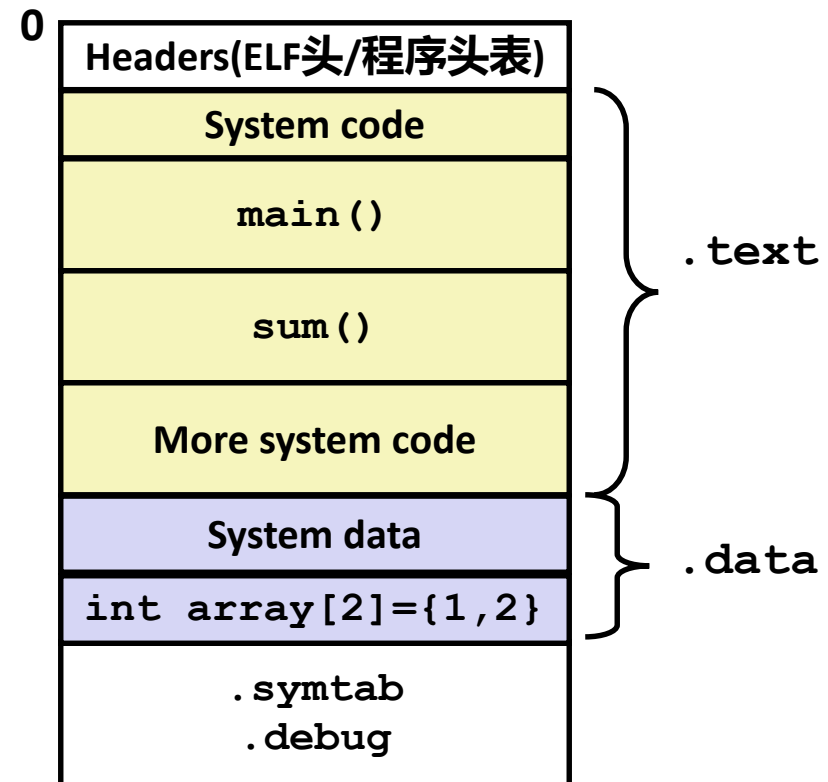 0
Headers(ELF头/程序头表)
System code
main()
sum()
More system code
.text
System data
int array[2]={1,2}
.data
.symtab
.debug